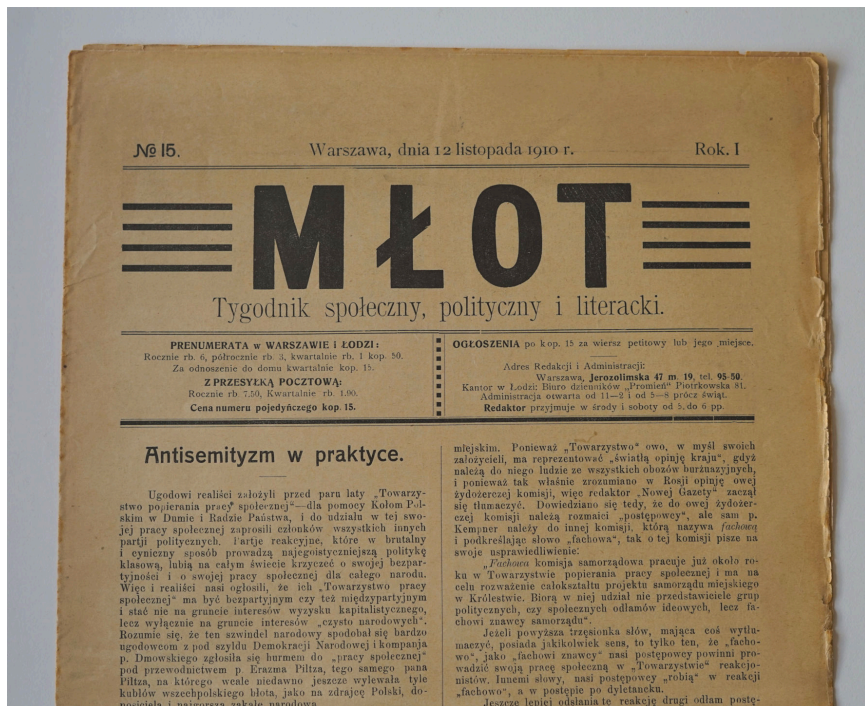 № 15.
Warszawa, dnia 12 listopada 1910 r.
Rok. I
MŁOT
Tygodnik społeczny, polityczny i literacki.
PRENUMERATA w WARSZAWIE i ŁODZI:
Rocznie rb. 6, półrocznie rb. 3, kwartalnie rb. 1 kop. 50.
Za odnoszenie do domu kwartalnie kop. 15.
Z PRZESYŁKĄ POCZTOWĄ:
Rocznie rb. 7.50, Kwartalnie rb. 1.90.
Cena numeru pojedyńczego kop. 15.
OGŁOSZENIA po kop. 15 za wiersz petitowy lub jego miejsce.
Adres Redakcji i Administracji:
Warszawa, Jerozolimska 47 m. 19, tel. 95-50.
Kantor w Łodzi: Biuro dzienników „Promień" Piotrkowska 81.
Administracja otwarta od 11—2 i od 5—8 prócz świąt.
Redaktor przyjmuje w środy i soboty od 5 do 6 pp.
Antisemityzm w praktyce.
Ugodowi realiści założyli przed paru laty „Towarzy-
stwo popierania pracy społecznej"—dla pomocy Kołom Pol-
skim w Dumie i Radzie Państwa, i do udziału w tej swo-
jej pracy społecznej zaprosili członków wszystkich innych
partji politycznych. Partje reakcyjne, które w brutalny
i cyniczny sposób prowadzą najegoistyczniejszą politykę
klasową, lubią na całym świecie krzyczeć o swojej bezpar-
tyjności i o swojej pracy społecznej dla całego narodu.
Więc i realiści nasi ogłosili, że ich „Towarzystwo pracy
społecznej" ma być bezpartyjnym czy też międzypartyjnym
i stać nie na gruncie interesów wyzysku kapitalistycznego,
lecz wyłącznie na gruncie interesów „czysto narodowych".
Rozumie się, że ten szwindel narodowy spodobał się bardzo
ugodowcom z pod szyldu Demokracji Narodowej i kompanja
p. Dmowskiego zgłosiła się hurmem do „pracy społecznej"
pod przewodnictwem p. Erazma Piltza, tego samego pana
Piltza, na którego wcale niedawno jeszcze wylewała tyle
kubłów wszechpolskiego błota, jako na zdrajcę Polski, do-
nosiciela i najgorszą zakałę narodową.
miejskim. Ponieważ „Towarzystwo" owo, w myśl swoich
założycieli, ma reprezentować „światłą opinję kraju", gdyż
należą do niego ludzie ze wszystkich obozów burżuazyjnych,
i ponieważ tak właśnie zrozumiano w Rosji opinję owej
żydożerczej komisji, więc redaktor „Nowej Gazety" zaczął
się tłumaczyć. Dowiedziano się tedy, że do owej żydożer-
czej komisji należą rozmaici „postępowcy", ale sam p.
Kempner należy do innej komisji, którą nazywa fachową
i podkreślając słowo „fachowa", tak o tej komisji pisze na
swoje usprawiedliwienie:
„Fachowa komisja samorządowa pracuje już około ro-
ku w Towarzystwie popierania pracy społecznej i ma na
celu rozważenie całokształtu projektu samorządu miejskiego
w Królestwie. Biorą w niej udział nie przedstawiciele grup
politycznych, czy społecznych odłamów ideowych, lecz fa-
chowi znawcy samorządu".
Jeżeli powyższa trzęsionka słów, mająca coś wytłu-
maczyć, posiada jakikolwiek sens, to tylko ten, że „facho-
wo", jako „fachowi znawcy" nasi postępowcy powinni pro-
wadzić swoją pracę społeczną w „Towarzystwie" reakcjo-
nistów. Innemi słowy, nasi postępowcy „robią" w reakcji
„fachowo", a w postępie po dyletancku.
Jeszcze lepiej odsłania tę reakcję drugi odłam postę-